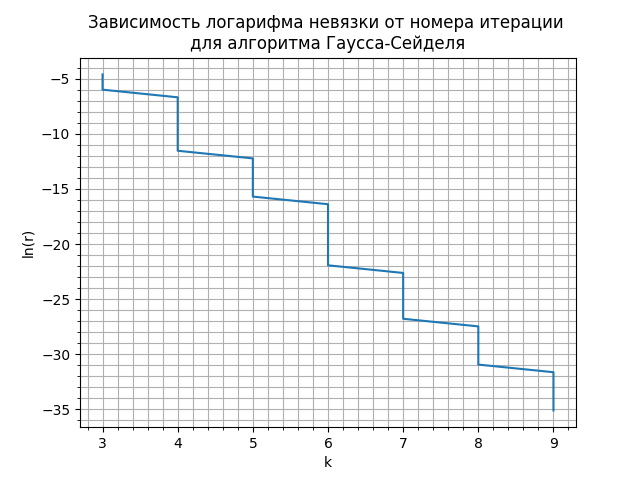 Зависимость логарифма невязки от номера итерации
для алгоритма Гаусса-Сейделя
−5
−10
−15
−20
−25
−30
−35
ln(r)
3 4 5 6 7 8 9
k